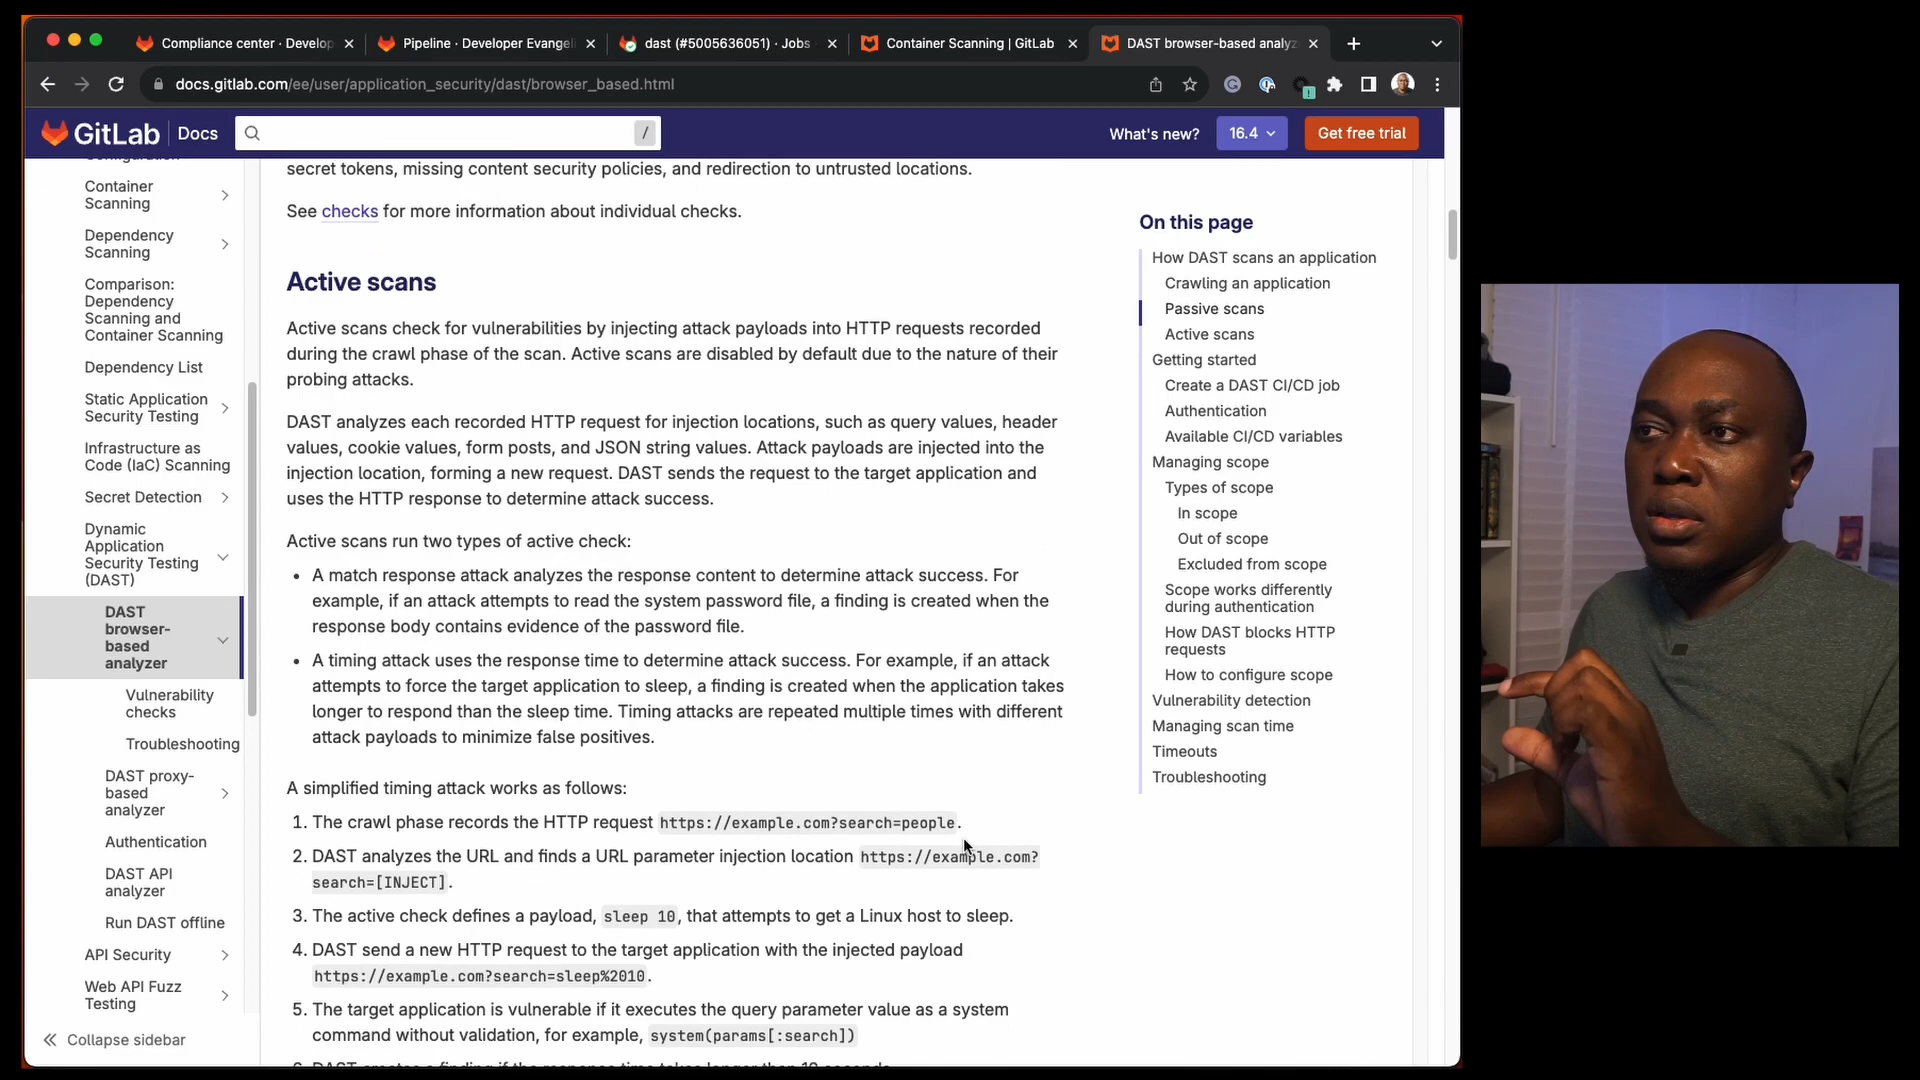 Compliance center · Develop
Pipeline · Developer Evangeli
dast (#5005636051) · Jobs
Container Scanning | GitLab
DAST browser-based analyz
docs.gitlab.com/ee/user/application_security/dast/browser_based.html
GitLab Docs
/
What's new?
16.4
Get free trial
Container
Scanning
Dependency
Scanning
Comparison:
Dependency
Scanning and
Container Scanning
Dependency List
Static Application
Security Testing
Infrastructure as
Code (IaC) Scanning
Secret Detection
Dynamic
Application
Security Testing
(DAST)
DAST
browser-
based
analyzer
Vulnerability
checks
Troubleshooting
DAST proxy-
based
analyzer
Authentication
DAST API
analyzer
Run DAST offline
API Security
Web API Fuzz
Testing
Collapse sidebar
secret tokens, missing content security policies, and redirection to untrusted locations.
See checks for more information about individual checks.
Active scans
Active scans check for vulnerabilities by injecting attack payloads into HTTP requests recorded
during the crawl phase of the scan. Active scans are disabled by default due to the nature of their
probing attacks.
DAST analyzes each recorded HTTP request for injection locations, such as query values, header
values, cookie values, form posts, and JSON string values. Attack payloads are injected into the
injection location, forming a new request. DAST sends the request to the target application and
uses the HTTP response to determine attack success.
Active scans run two types of active check:
• A match response attack analyzes the response content to determine attack success. For
example, if an attack attempts to read the system password file, a finding is created when the
response body contains evidence of the password file.
• A timing attack uses the response time to determine attack success. For example, if an attack
attempts to force the target application to sleep, a finding is created when the application takes
longer to respond than the sleep time. Timing attacks are repeated multiple times with different
attack payloads to minimize false positives.
A simplified timing attack works as follows:
1. The crawl phase records the HTTP request https://example.com?search=people.
2. DAST analyzes the URL and finds a URL parameter injection location https://example.com?
search=[INJECT].
3. The active check defines a payload, sleep 10, that attempts to get a Linux host to sleep.
4. DAST send a new HTTP request to the target application with the injected payload
https://example.com?search=sleep%2010.
5. The target application is vulnerable if it executes the query parameter value as a system
command without validation, for example, system(params[:search])
On this page
How DAST scans an application
Crawling an application
Passive scans
Active scans
Getting started
Create a DAST CI/CD job
Authentication
Available CI/CD variables
Managing scope
Types of scope
In scope
Out of scope
Excluded from scope
Scope works differently
during authentication
How DAST blocks HTTP
requests
How to configure scope
Vulnerability detection
Managing scan time
Timeouts
Troubleshooting